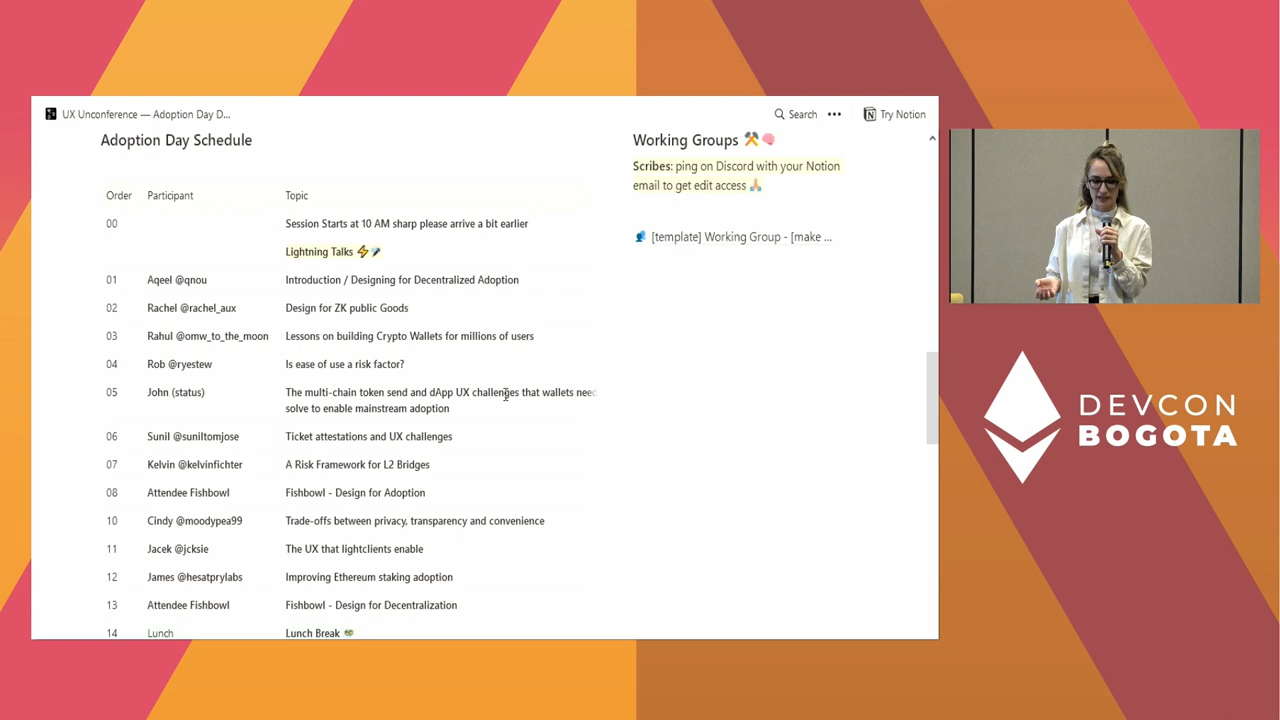 UX Unconference — Adoption Day D...
Search ••• Try Notion
Adoption Day Schedule
Order Participant Topic
00 Session Starts at 10 AM sharp please arrive a bit earlier
Lightning Talks ⚡🎤
01 Aqeel @qnou Introduction / Designing for Decentralized Adoption
02 Rachel @rachel_aux Design for ZK public Goods
03 Rahul @omw_to_the_moon Lessons on building Crypto Wallets for millions of users
04 Rob @ryestew Is ease of use a risk factor?
05 John (status) The multi-chain token send and dApp UX challenges that wallets need
solve to enable mainstream adoption
06 Sunil @suniltomjose Ticket attestations and UX challenges
07 Kelvin @kelvinfichter A Risk Framework for L2 Bridges
08 Attendee Fishbowl Fishbowl - Design for Adoption
10 Cindy @moodypea99 Trade-offs between privacy, transparency and convenience
11 Jacek @jcksie The UX that lightclients enable
12 James @hesatprylabs Improving Ethereum staking adoption
13 Attendee Fishbowl Fishbowl - Design for Decentralization
14 Lunch Lunch Break 🥗
Working Groups ⚒️🧠
Scribes: ping on Discord with your Notion
email to get edit access 🙏
[template] Working Group - [make ...
DEVCON
BOGOTA